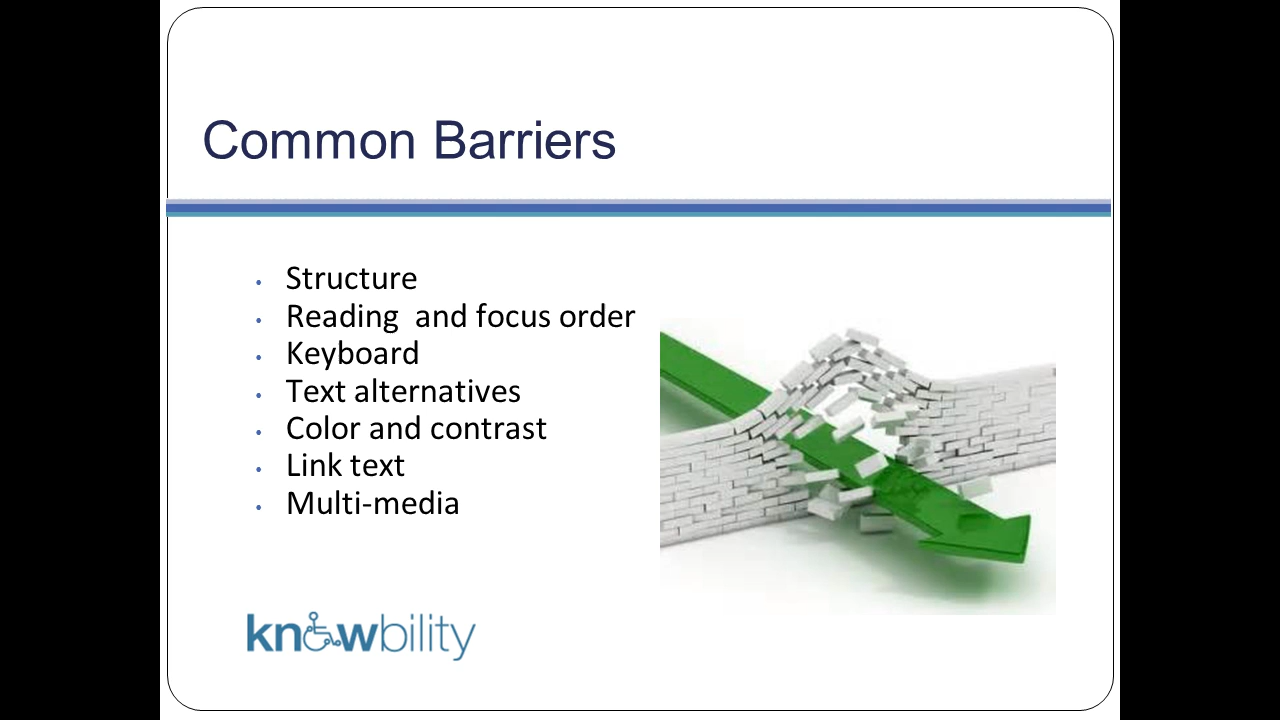 Common Barriers
• Structure
• Reading  and focus order
• Keyboard
• Text alternatives
• Color and contrast
• Link text
• Multi-media
knowbility